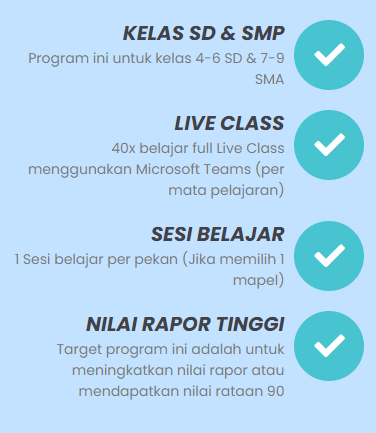 KELAS SD & SMP
Program ini untuk kelas 4-6 SD & 7-9
SMA
LIVE CLASS
40x belajar full Live Class
menggunakan Microsoft Teams (per
mata pelajaran)
SESI BELAJAR
1 Sesi belajar per pekan (Jika memilih 1
mapel)
NILAI RAPOR TINGGI
Target program ini adalah untuk
meningkatkan nilai rapor atau
mendapatkan nilai rataan 90